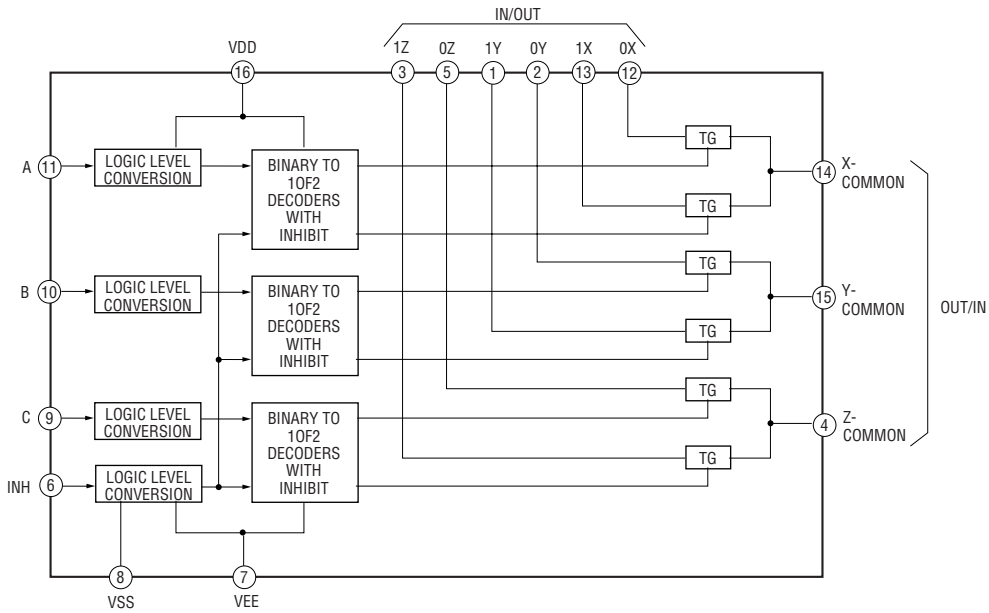 IN/OUT
VDD
1Z 0Z 1Y 0Y 1X 0X
16 3 5 1 2 13 12
TG
A 11 LOGIC LEVEL
CONVERSION
BINARY TO
1OF2
DECODERS
WITH
INHIBIT
14 X-
COMMON
TG
TG
B 10 LOGIC LEVEL
CONVERSION
BINARY TO
1OF2
DECODERS
WITH
INHIBIT
15 Y-
COMMON
OUT/IN
TG
TG
C 9 LOGIC LEVEL
CONVERSION
BINARY TO
1OF2
DECODERS
WITH
INHIBIT
4 Z-
COMMON
TG
INH 6 LOGIC LEVEL
CONVERSION
8 7
VSS VEE